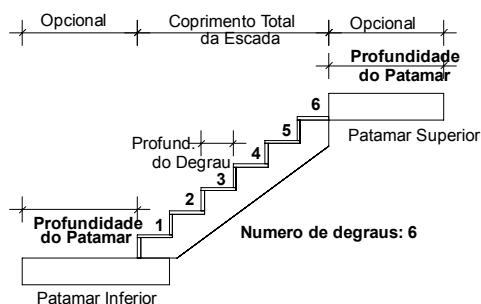 Opcional
Coprimento Total
da Escada
Opcional
Profundidade
do Patamar
6
5
Patamar Superior
Profund.
do Degrau
4
3
2
Profundidade
do Patamar
1
Numero de degraus: 6
Patamar Inferior